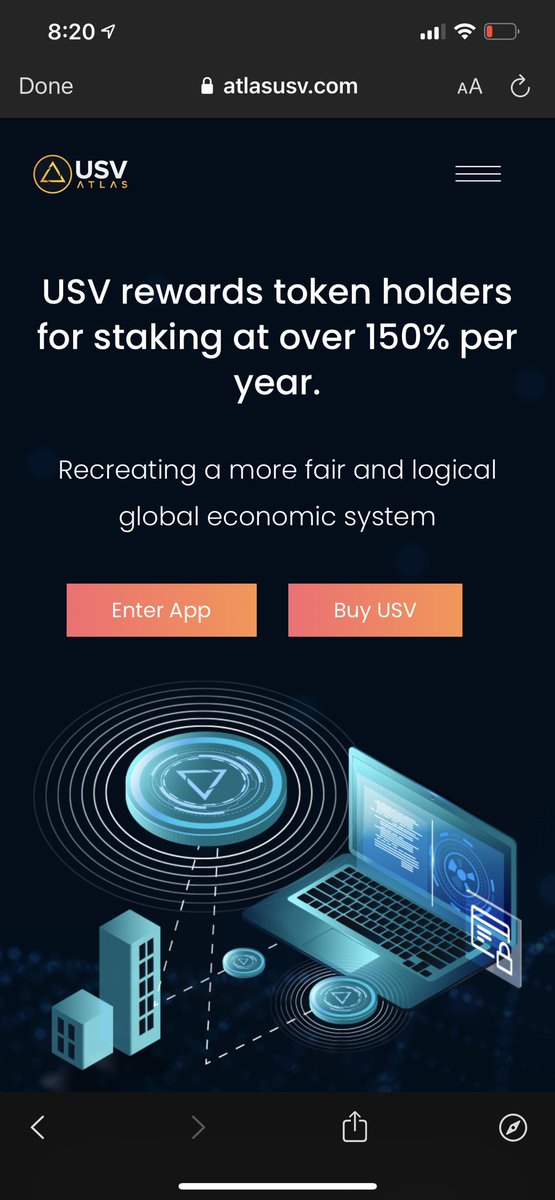 8:20
Done
atlasusv.com
AA
USV
ATLAS
USV rewards token holders
for staking at over 150% per
year.
Recreating a more fair and logical
global economic system
Enter App
Buy USV